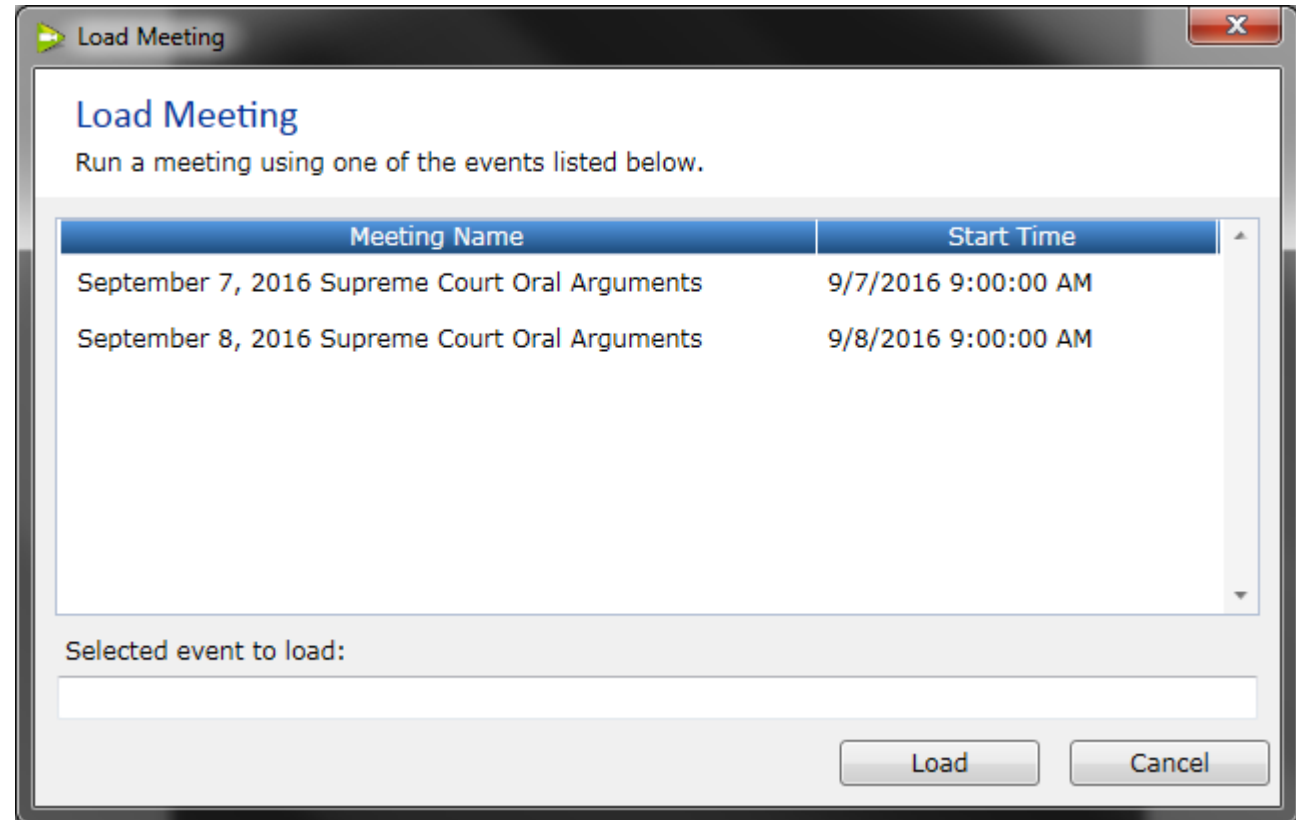 Load Meeting
Load Meeting
Run a meeting using one of the events listed below.
Meeting Name Start Time
September 7, 2016 Supreme Court Oral Arguments 9/7/2016 9:00:00 AM
September 8, 2016 Supreme Court Oral Arguments 9/8/2016 9:00:00 AM
Selected event to load:
Load Cancel